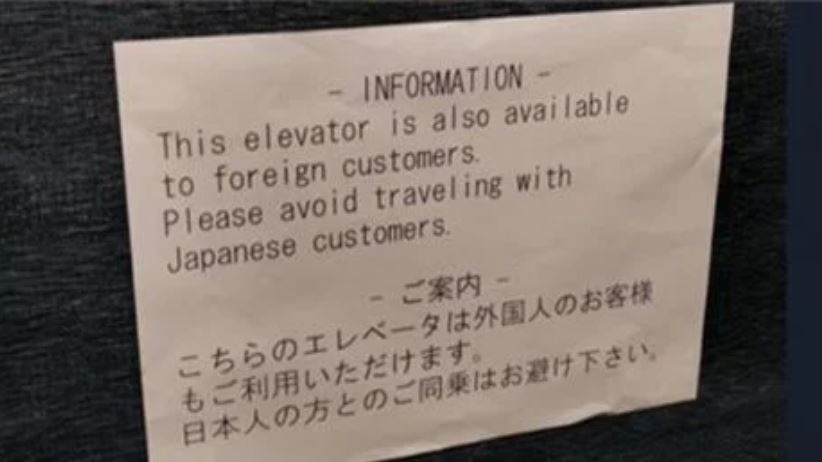 - INFORMATION -
This elevator is also available
to foreign customers.
Please avoid traveling with
Japanese customers.
- ご案内 -
こちらのエレベータは外国人のお客様
もご利用いただけます。
日本人の方とのご同乗はお避け下さい。